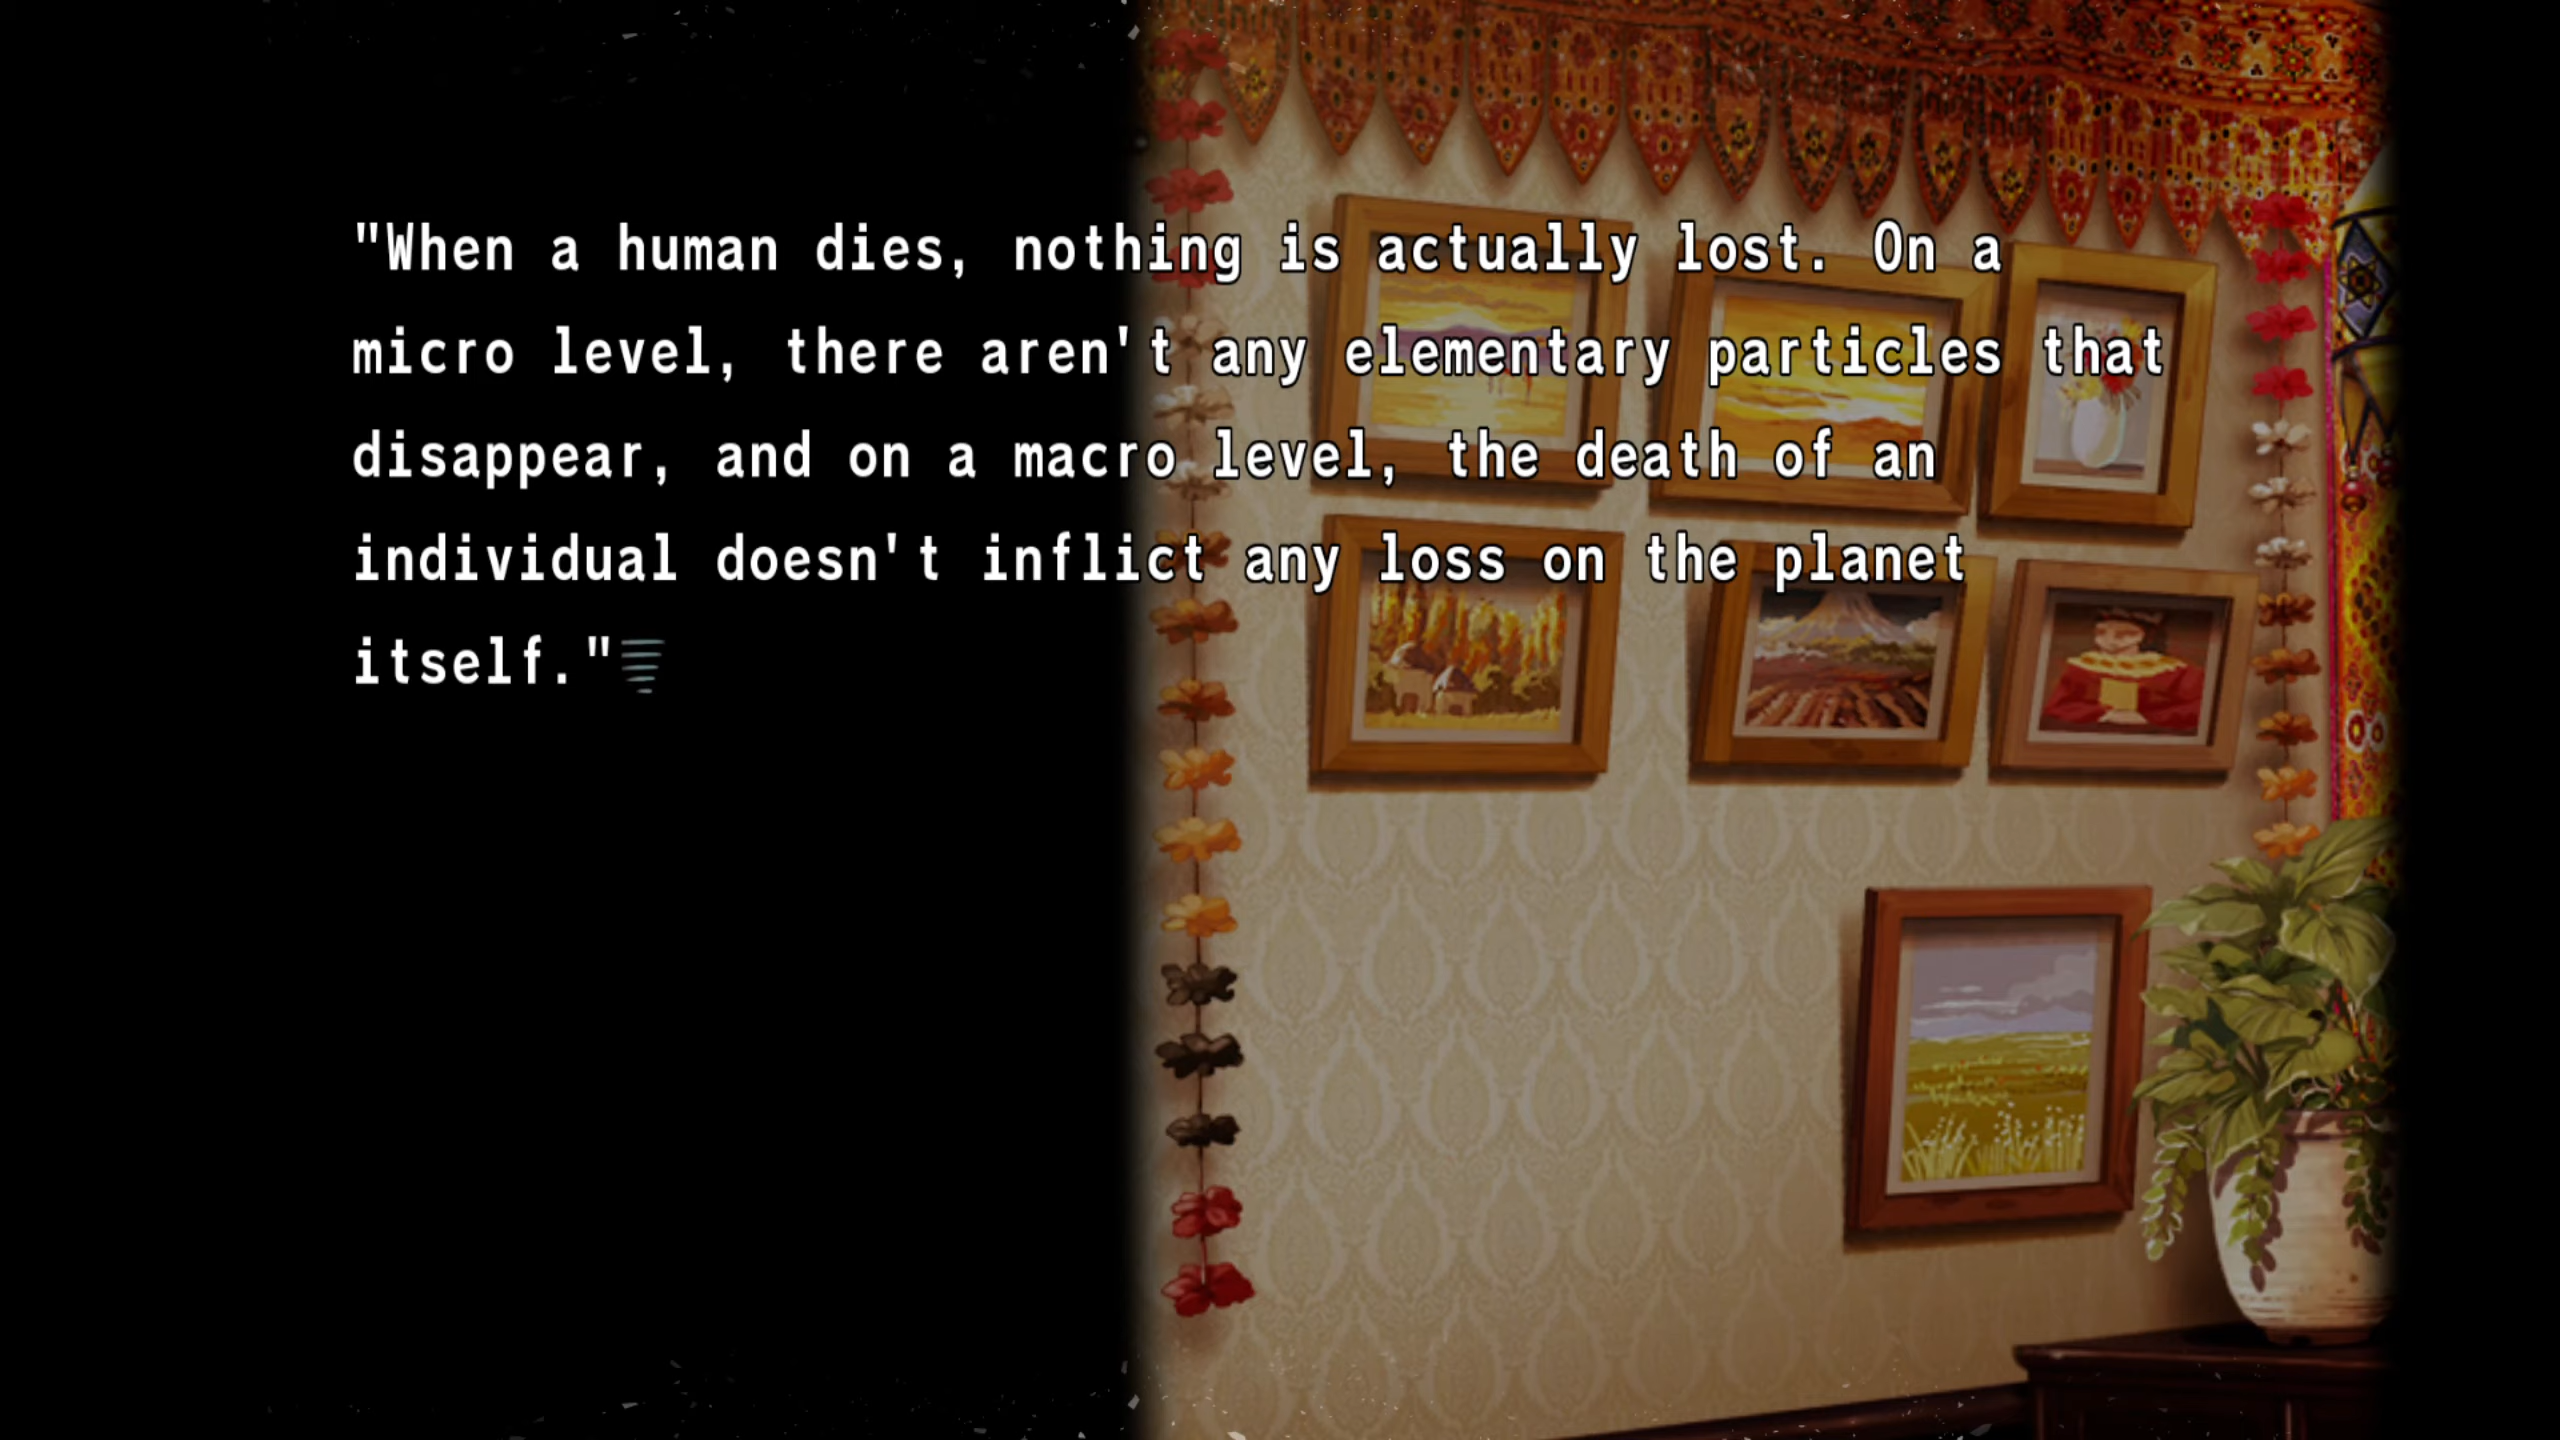 "When a human dies, nothing is actually lost. On a
micro level, there aren't any elementary particles that
disappear, and on a macro level, the death of an
individual doesn't inflict any loss on the planet
itself."